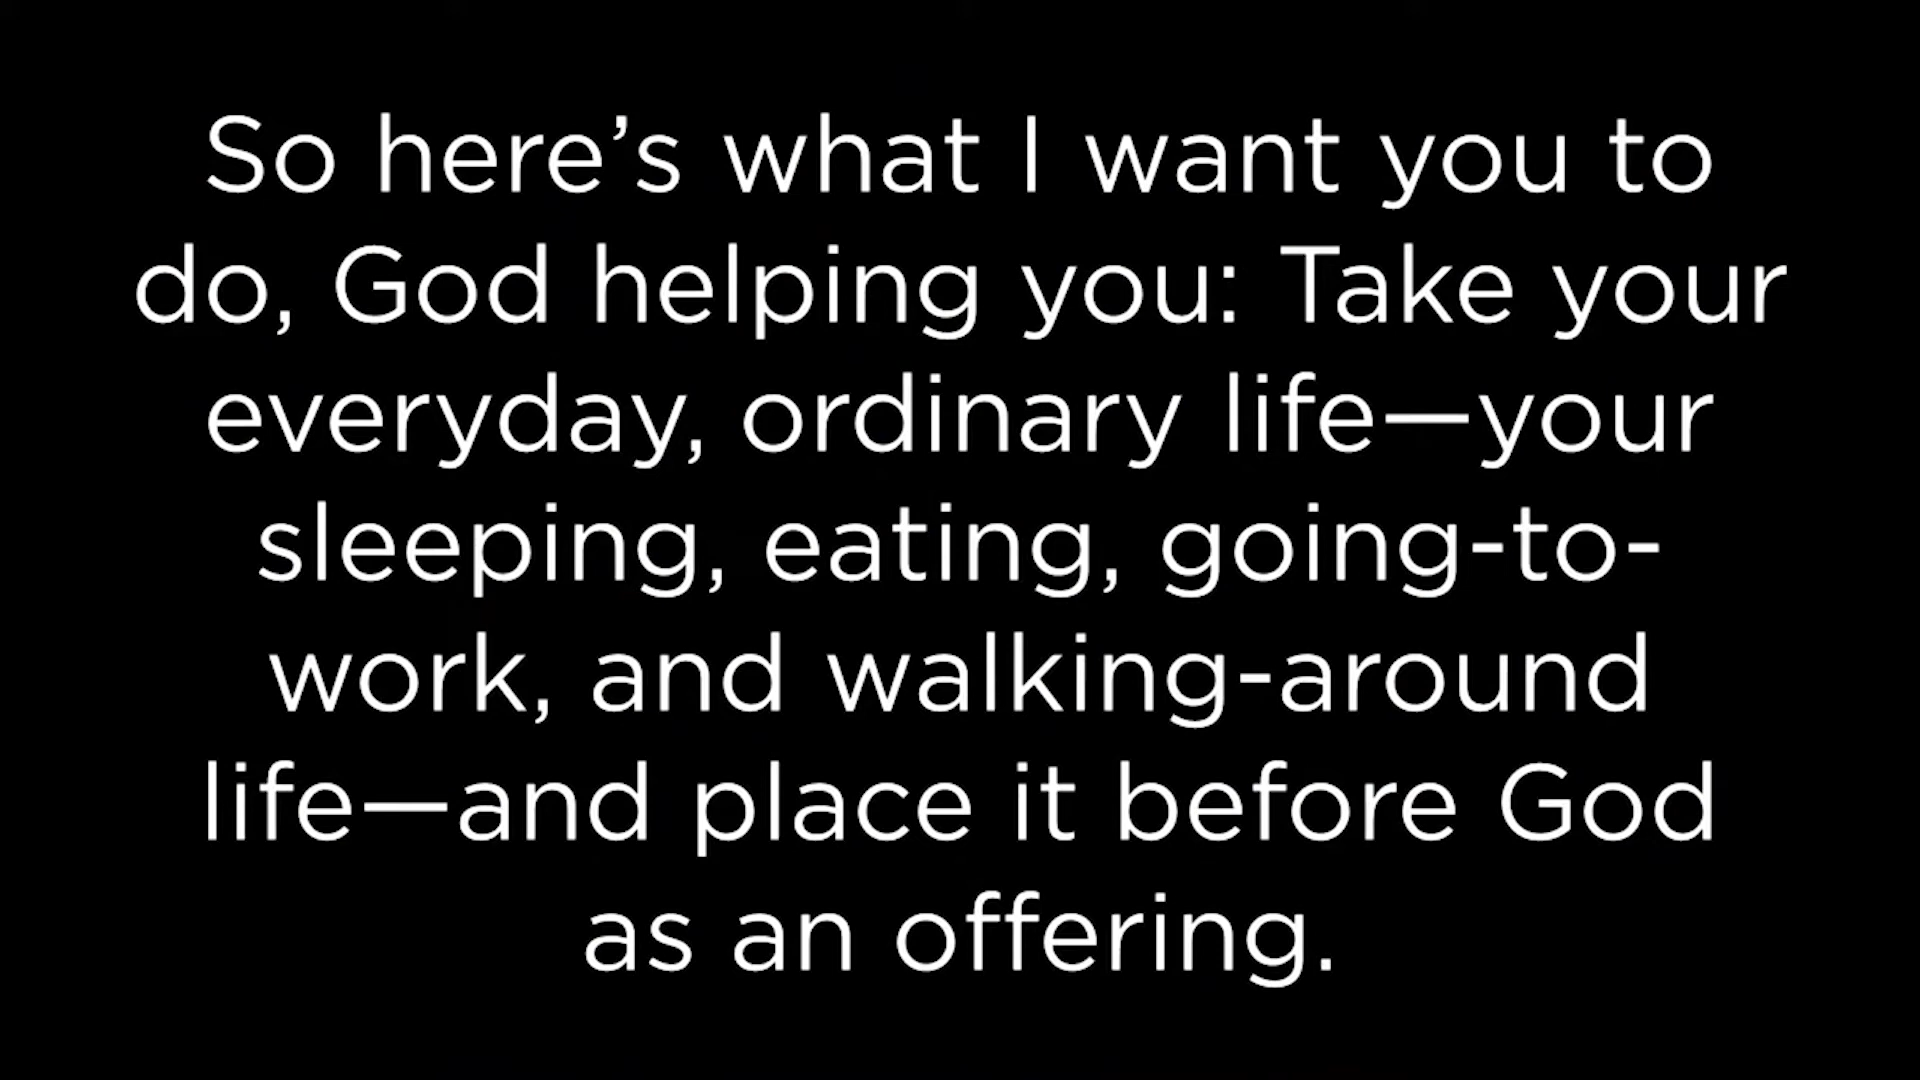 So here’s what I want you to
do, God helping you: Take your
everyday, ordinary life—your
sleeping, eating, going-to-
work, and walking-around
life—and place it before God
as an offering.